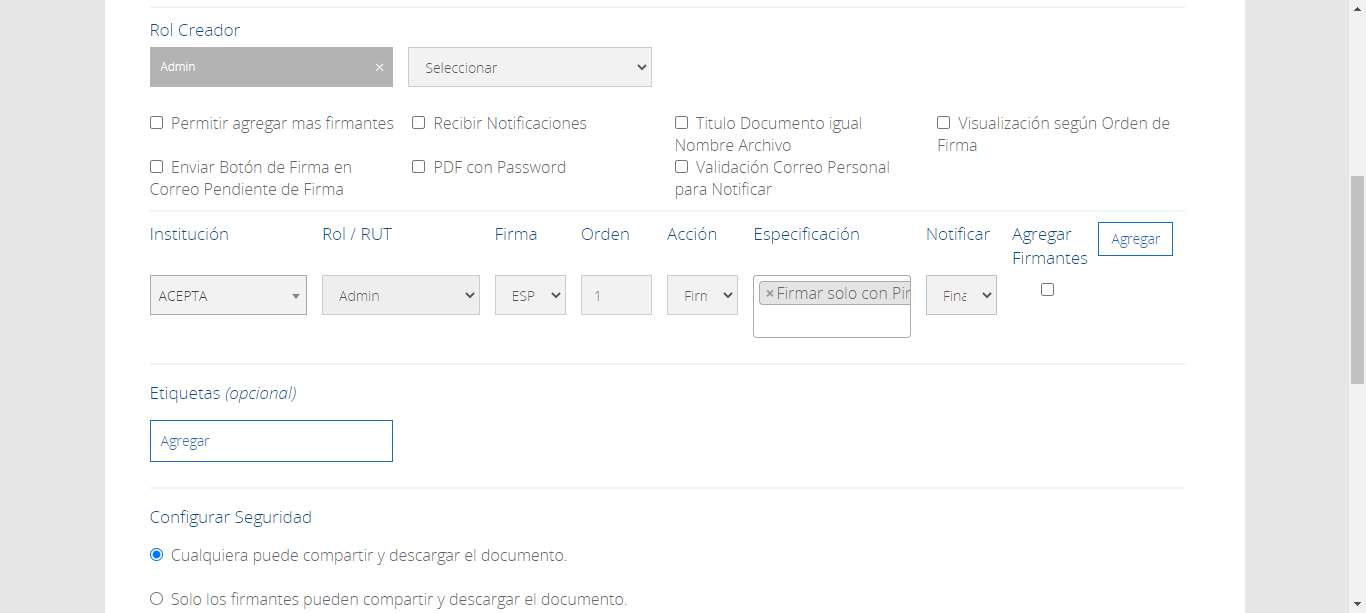 Rol Creador
Admin ×
Seleccionar
Permitir agregar mas firmantes
Recibir Notificaciones
Titulo Documento igual
Nombre Archivo
Visualización según Orden de
Firma
Enviar Botón de Firma en
Correo Pendiente de Firma
PDF con Password
Validación Correo Personal
para Notificar
Institución
Rol / RUT
Firma
Orden
Acción
Especificación
Notificar
Agregar
Firmantes
Agregar
ACEPTA
Admin
ESP
1
Firn
×Firmar solo con Pin
Fina
Etiquetas (opcional)
Agregar
Configurar Seguridad
Cualquiera puede compartir y descargar el documento.
Solo los firmantes pueden compartir y descargar el documento.